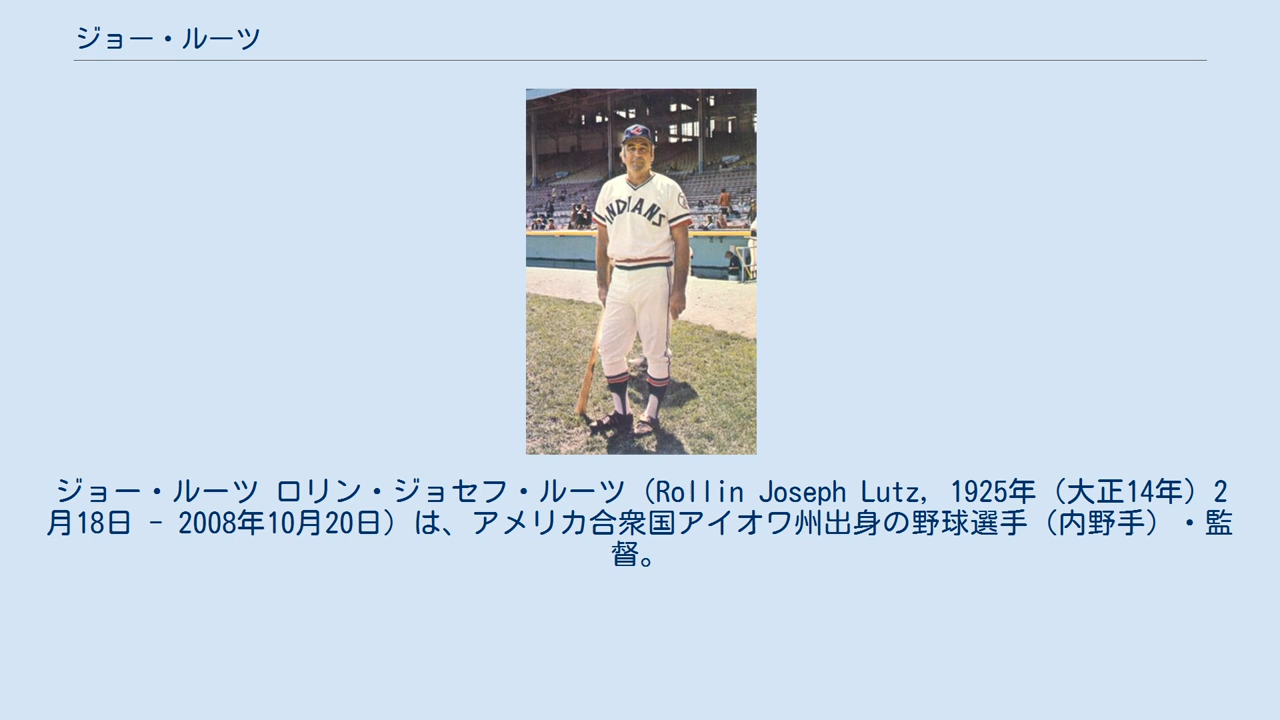 ジョー・ルーツ
INDIANS
ジョー・ルーツ ロリン・ジョセフ・ルーツ（Rollin Joseph Lutz, 1925年（大正14年）2
月18日 - 2008年10月20日）は、アメリカ合衆国アイオワ州出身の野球選手（内野手）・監
督。